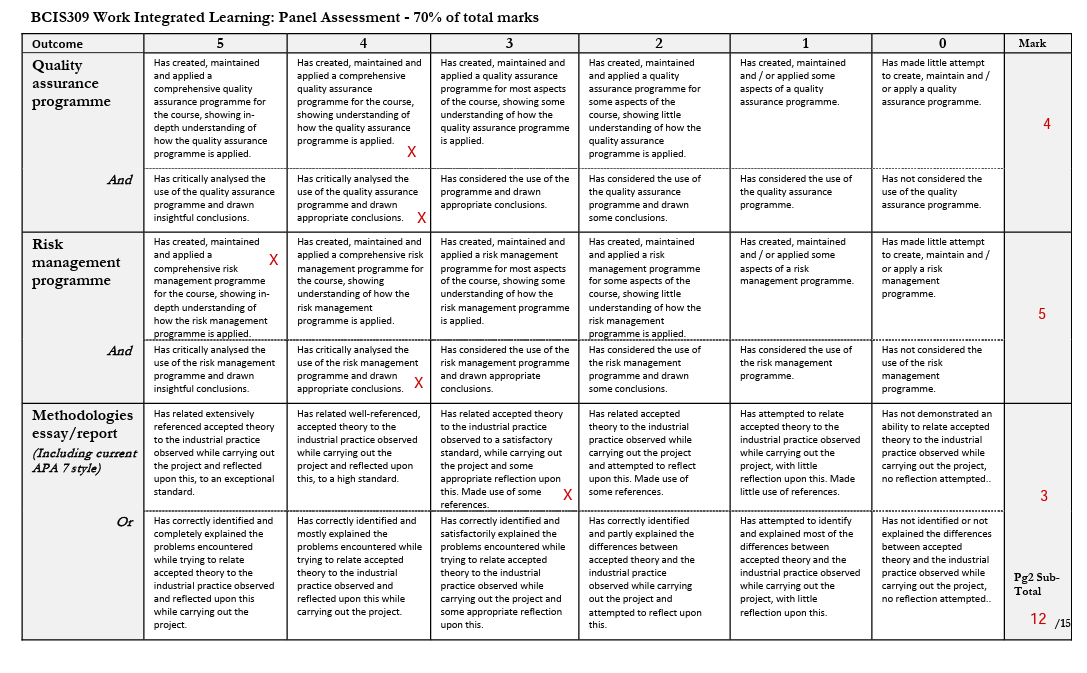 BCIS309 Work Integrated Learning: Panel Assessment - 70% of total marks
Outcome 5 4 3 2 1 0 Mark
Quality
assurance
programme
Has created, maintained
and applied a
comprehensive quality
assurance programme for
the course, showing in-
depth understanding of
how the quality assurance
programme is applied.
Has created, maintained and
applied a comprehensive
quality assurance
programme for the course,
showing understanding of
how the quality assurance
programme is applied.
X
Has created, maintained and
applied a quality assurance
programme for most aspects
of the course, showing some
understanding of how the
quality assurance programme
is applied.
Has created, maintained
and applied a quality
assurance programme for
some aspects of the
course, showing little
understanding of how the
quality assurance
programme is applied.
Has created, maintained
and / or applied some
aspects of a quality
assurance programme.
Has made little attempt
to create, maintain and /
or apply a quality
assurance programme.
4
And
Has critically analysed the
use of the quality assurance
programme and drawn
insightful conclusions.
Has critically analysed the
use of the quality assurance
programme and drawn
appropriate conclusions.
X
Has considered the use of the
programme and drawn
appropriate conclusions.
Has considered the use of
the quality assurance
programme and drawn
some conclusions.
Has considered the use of
the quality assurance
programme.
Has not considered the
use of the quality
assurance programme.
Risk
management
programme
Has created, maintained
and applied a
comprehensive risk
management programme
for the course, showing in-
depth understanding of
how the risk management
programme is applied.
X
Has created, maintained and
applied a comprehensive risk
management programme for
the course, showing
understanding of how the
risk management
programme is applied.
Has created, maintained and
applied a risk management
programme for most aspects
of the course, showing some
understanding of how the
risk management programme
is applied.
Has created, maintained
and applied a risk
management programme
for some aspects of the
course, showing little
understanding of how the
risk management
programme is applied.
Has created, maintained
and / or applied some
aspects of a risk
management programme.
Has made little attempt
to create, maintain and /
or apply a risk
management
programme.
5
And
Has critically analysed the
use of the risk management
programme and drawn
insightful conclusions.
Has critically analysed the
use of the risk management
programme and drawn
appropriate conclusions.
X
Has considered the use of the
risk management programme
and drawn appropriate
conclusions.
Has considered the use of
the risk management
programme and drawn
some conclusions.
Has considered the use of
the risk management
programme.
Has not considered the
use of the risk
management
programme.
Methodologies
essay/report
(Including current
APA 7 style)
Has related extensively
referenced accepted theory
to the industrial practice
observed while carrying out
the project and reflected
upon this, to an exceptional
standard.
Has related well-referenced,
accepted theory to the
industrial practice observed
while carrying out the
project and reflected upon
this, to a high standard.
Has related accepted theory
to the industrial practice
observed to a satisfactory
standard, while carrying out
the project and some
appropriate reflection upon
this. Made use of some
references.
X
Has related accepted
theory to the industrial
practice observed while
carrying out the project
and attempted to reflect
upon this. Made use of
some references.
Has attempted to relate
accepted theory to the
industrial practice observed
while carrying out the
project, with little
reflection upon this. Made
little use of references.
Has not demonstrated an
ability to relate accepted
theory to the industrial
practice observed while
carrying out the project,
no reflection attempted..
3
Or
Has correctly identified and
completely explained the
problems encountered
while trying to relate
accepted theory to the
industrial practice observed
and reflected upon this
while carrying out the
project.
Has correctly identified and
mostly explained the
problems encountered while
trying to relate accepted
theory to the industrial
practice observed and
reflected upon this while
carrying out the project.
Has correctly identified and
satisfactorily explained the
problems encountered while
trying to relate accepted
theory to the industrial
practice observed while
carrying out the project and
some appropriate reflection
upon this.
Has correctly identified
and partly explained the
differences between
accepted theory and the
industrial practice
observed while carrying
out the project and
attempted to reflect upon
this.
Has attempted to identify
and explained most of the
differences between
accepted theory and the
industrial practice observed
while carrying out the
project, with little
reflection upon this.
Has not identified or not
explained the differences
between accepted theory
and the industrial
practice observed while
carrying out the project,
no reflection attempted..
Pg2 Sub-
Total
12 /15